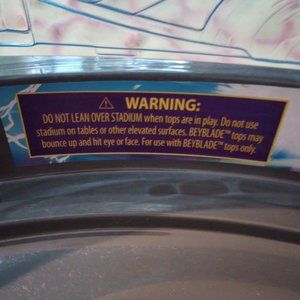 ⚠ WARNING:
DO NOT LEAN OVER STADIUM when tops are in play. Do not use
stadium on tables or other elevated surfaces. BEYBLADE™ tops may
bounce up and hit eye or face. For use with BEYBLADE™ tops only.